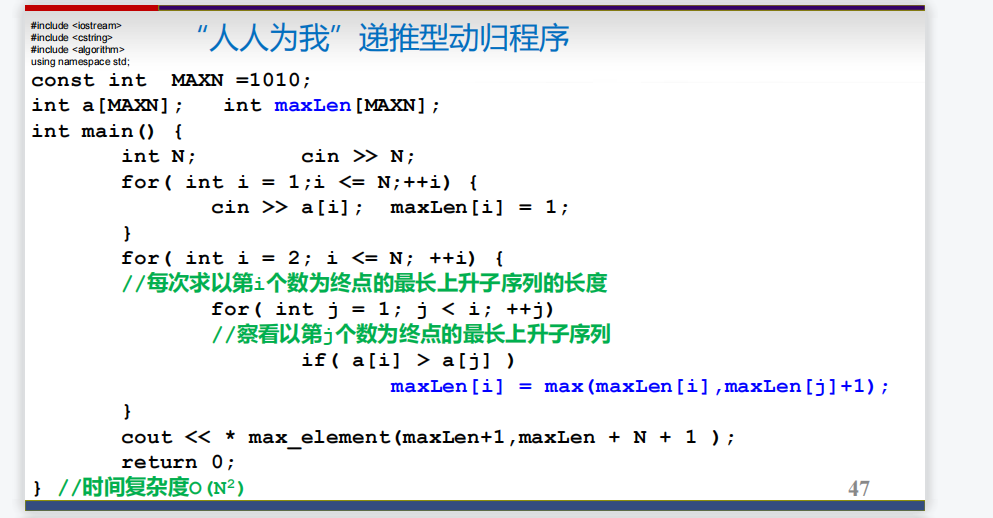 #include <iostream>
#include <cstring>
#include <algorithm>
using namespace std;
“人人为我”递推型动归程序
const int MAXN =1010;
int a[MAXN]; int maxLen[MAXN];
int main() {
int N; cin >> N;
for( int i = 1;i <= N;++i) {
cin >> a[i]; maxLen[i] = 1;
}
for( int i = 2; i <= N; ++i) {
//每次求以第i个数为终点的最长上升子序列的长度
for( int j = 1; j < i; ++j)
//察看以第j个数为终点的最长上升子序列
if( a[i] > a[j] )
maxLen[i] = max(maxLen[i],maxLen[j]+1);
}
cout << * max_element(maxLen+1,maxLen + N + 1 );
return 0;
} //时间复杂度O(N²)
47